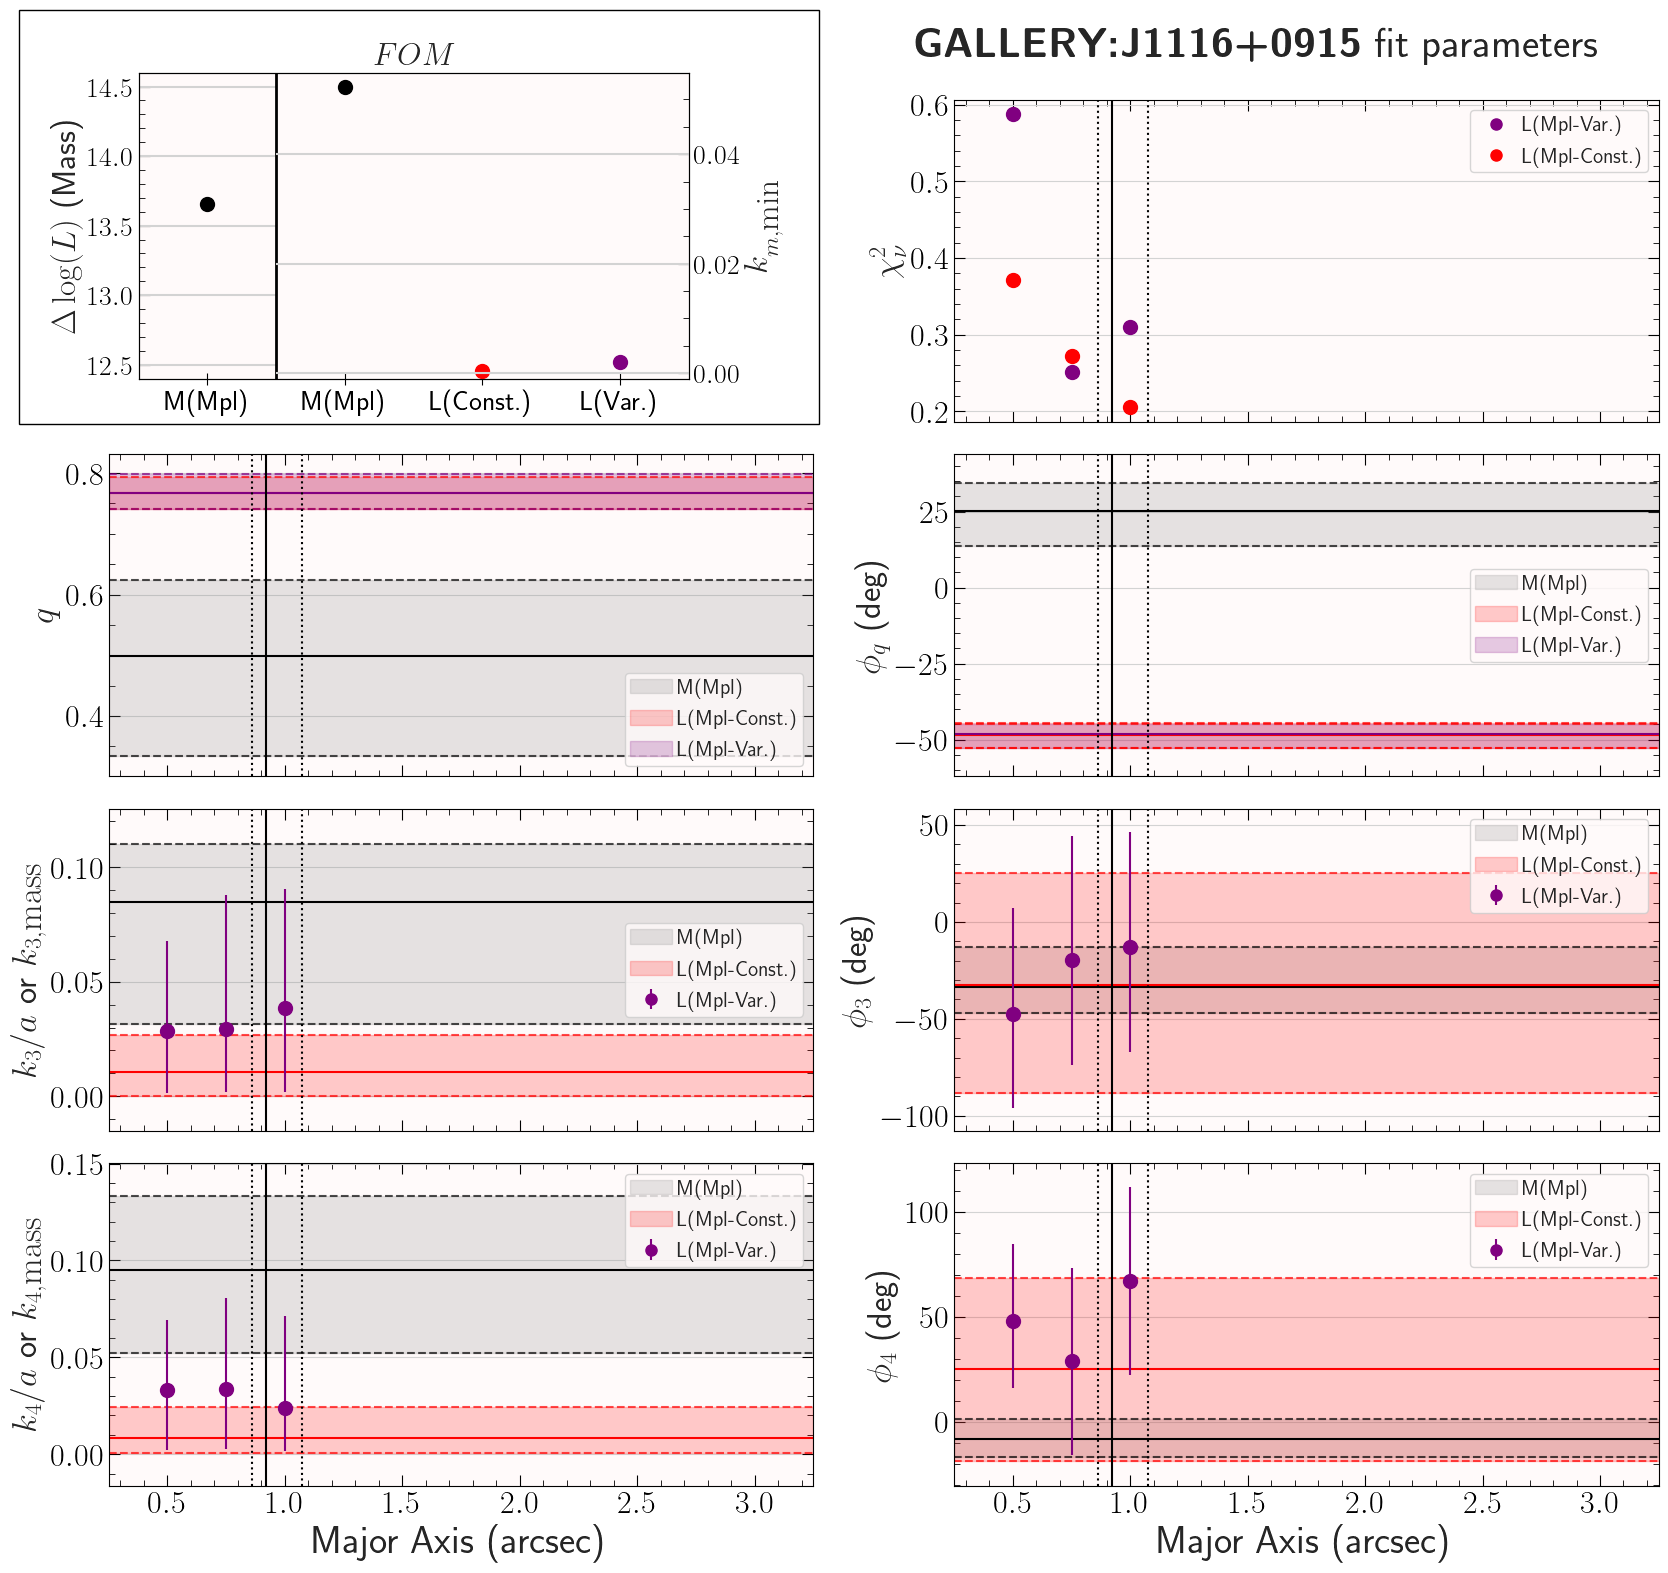 GALLERY:J1116+0915 fit parameters
FOM
Δ log(L) (Mass)
14.5
14.0
13.5
13.0
12.5
0.04
0.02
0.00
k_{m,min}
M(Mpl) M(Mpl) L(Const.) L(Var.)
χ²_ν
0.6
0.5
0.4
0.3
0.2
L(Mpl-Var.)
L(Mpl-Const.)
q
0.8
0.6
0.4
M(Mpl)
L(Mpl-Const.)
L(Mpl-Var.)
ϕ_q (deg)
25
0
−25
−50
M(Mpl)
L(Mpl-Const.)
L(Mpl-Var.)
k_3/a or k_{3,mass}
0.10
0.05
0.00
M(Mpl)
L(Mpl-Const.)
L(Mpl-Var.)
ϕ_3 (deg)
50
0
−50
−100
M(Mpl)
L(Mpl-Const.)
L(Mpl-Var.)
k_4/a or k_{4,mass}
0.15
0.10
0.05
0.00
M(Mpl)
L(Mpl-Const.)
L(Mpl-Var.)
0.5 1.0 1.5 2.0 2.5 3.0
Major Axis (arcsec)
ϕ_4 (deg)
100
50
0
M(Mpl)
L(Mpl-Const.)
L(Mpl-Var.)
0.5 1.0 1.5 2.0 2.5 3.0
Major Axis (arcsec)